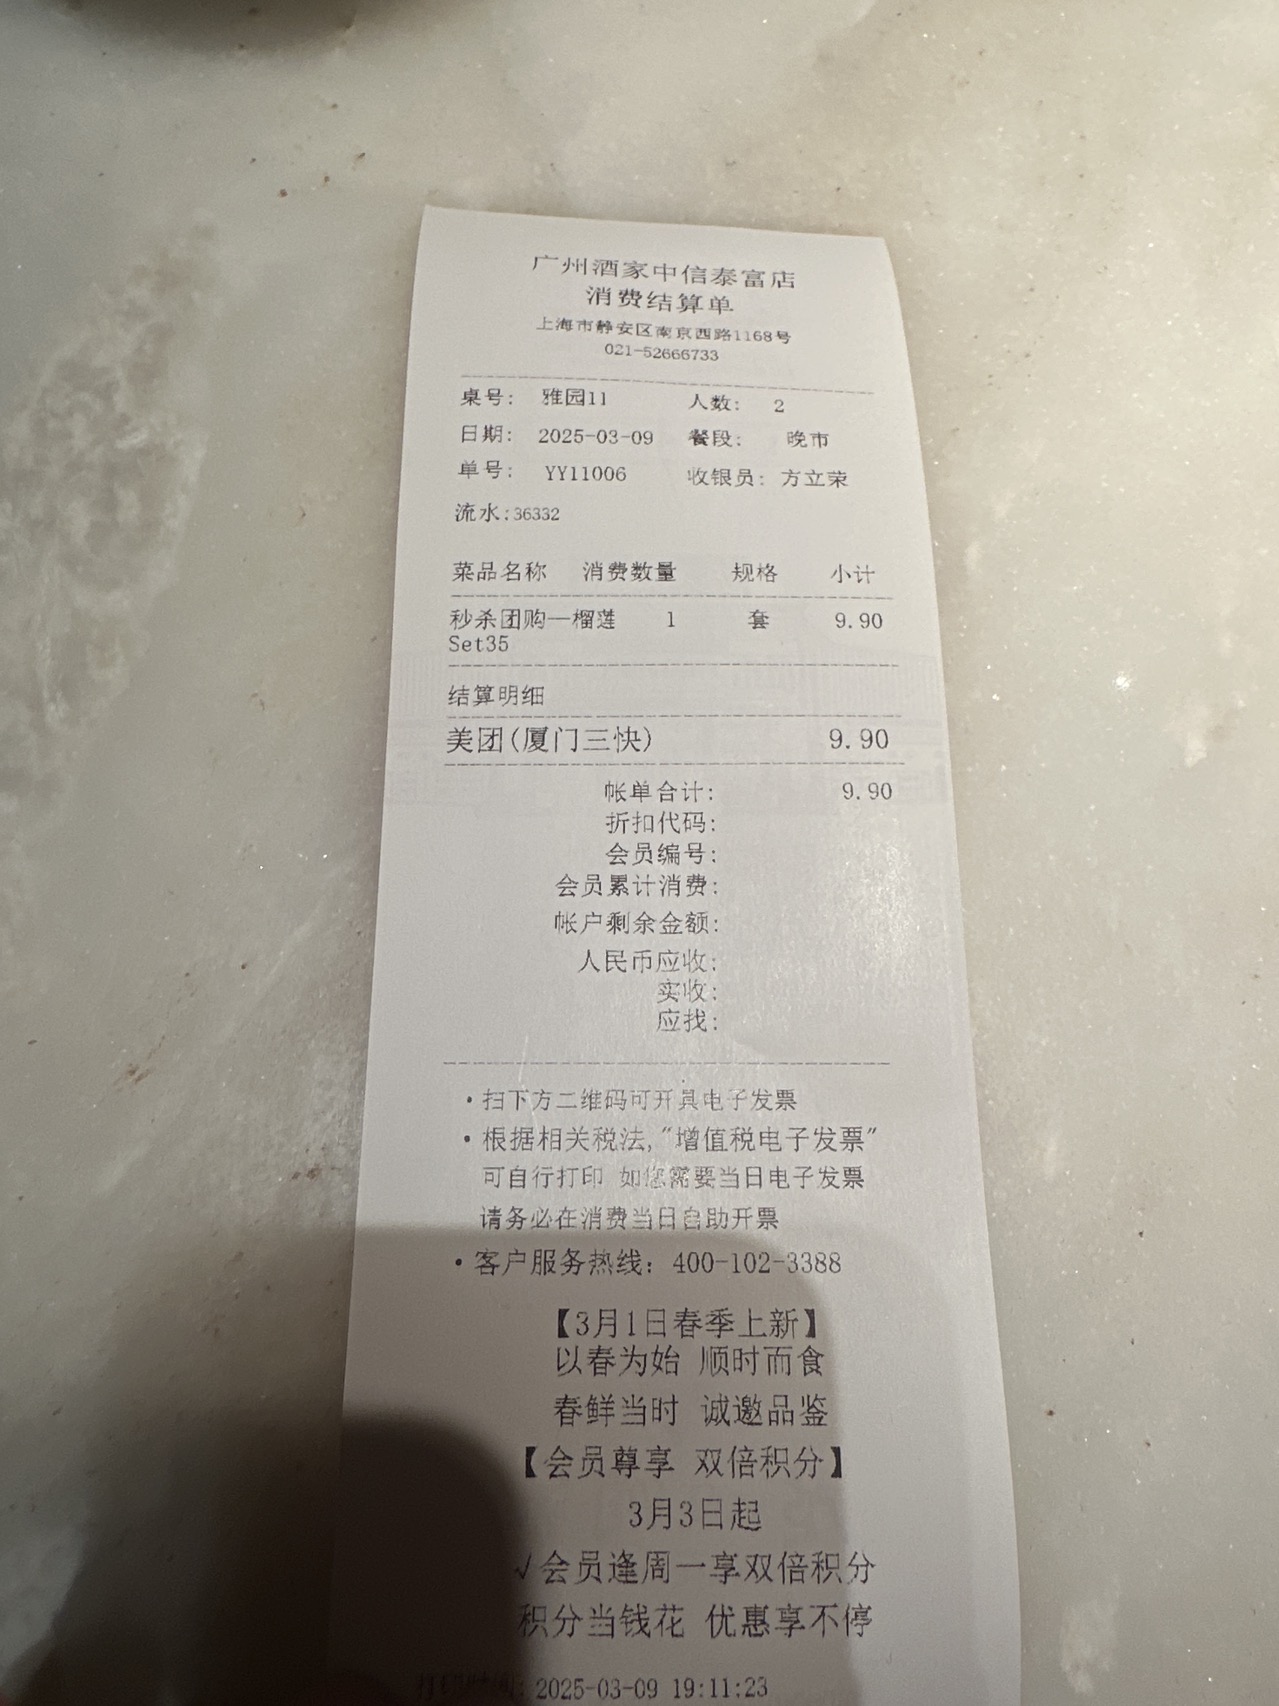 广州酒家中信泰富店
消费结算单
上海市静安区南京西路1168号
021-52666733
桌号: 雅园11 人数: 2
日期: 2025-03-09 餐段: 晚市
单号: YY11006 收银员: 方立荣
流水:36332
菜品名称 消费数量 规格 小计
秒杀团购—榴莲 1 套 9.90
Set35
结算明细
美团(厦门三快) 9.90
帐单合计: 9.90
折扣代码:
会员编号:
会员累计消费:
帐户剩余金额:
人民币应收:
实收:
应找:
·扫下方二维码可开具电子发票
·根据相关税法,"增值税电子发票"
可自行打印 如您需要当日电子发票
请务必在消费当日自助开票
·客户服务热线: 400-102-3388
【3月1日春季上新】
以春为始 顺时而食
春鲜当时 诚邀品鉴
【会员尊享 双倍积分】
3月3日起
√会员逢周一享双倍积分
积分当钱花 优惠享不停
打印时间: 2025-03-09 19:11:23